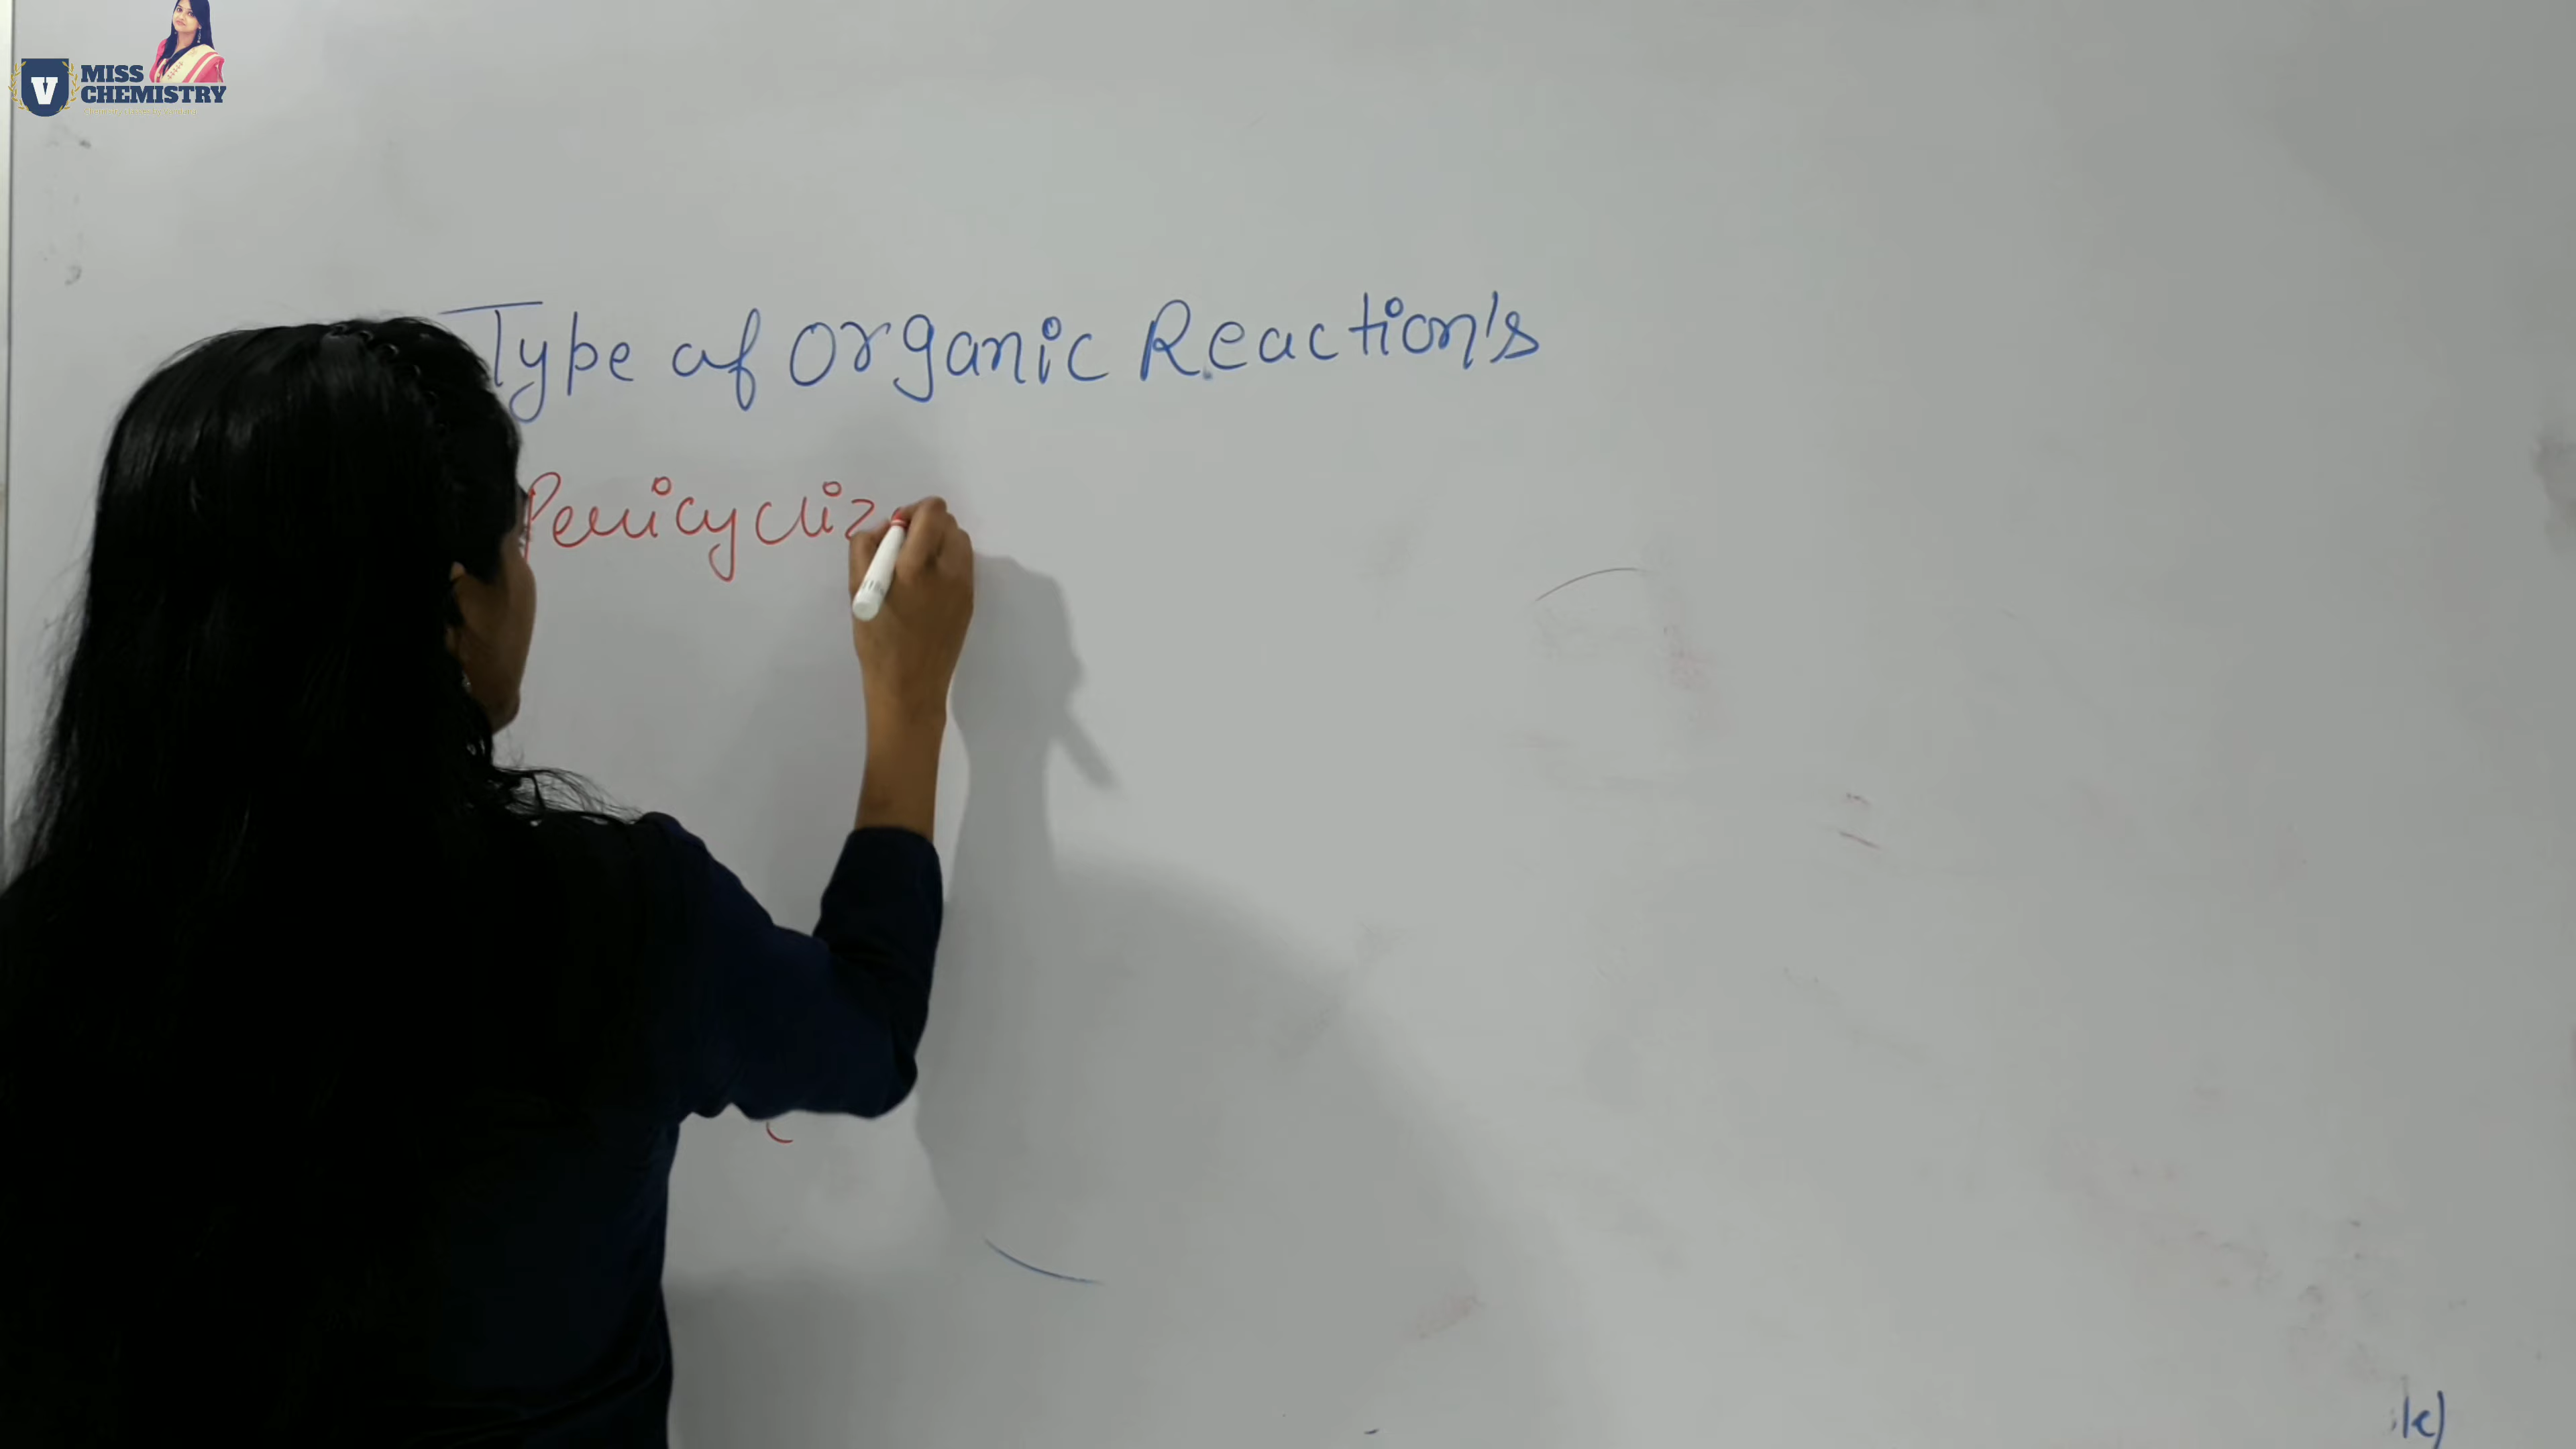 V
MISS
CHEMISTRY
Type of Organic Reaction's
Pericycliz
k)